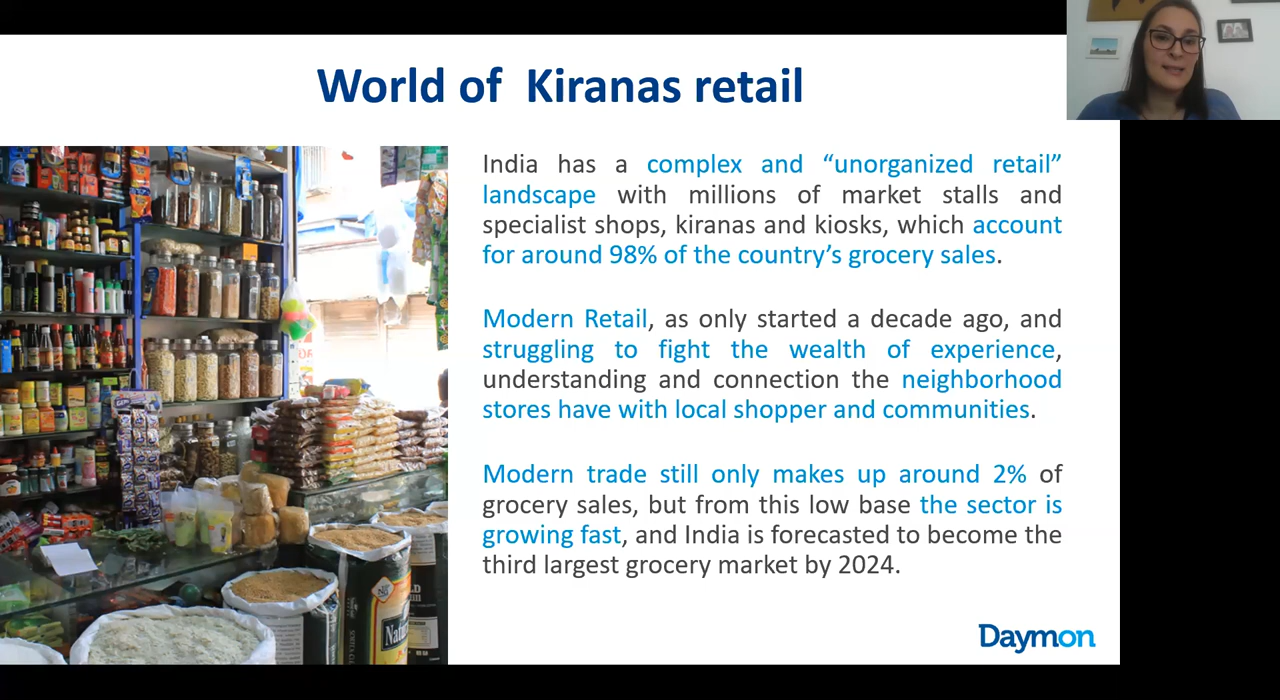 World of Kiranas retail
India has a complex and “unorganized retail”
landscape with millions of market stalls and
specialist shops, kiranas and kiosks, which account
for around 98% of the country’s grocery sales.
Modern Retail, as only started a decade ago, and
struggling to fight the wealth of experience,
understanding and connection the neighborhood
stores have with local shopper and communities.
Modern trade still only makes up around 2% of
grocery sales, but from this low base the sector is
growing fast, and India is forecasted to become the
third largest grocery market by 2024.
Daymon